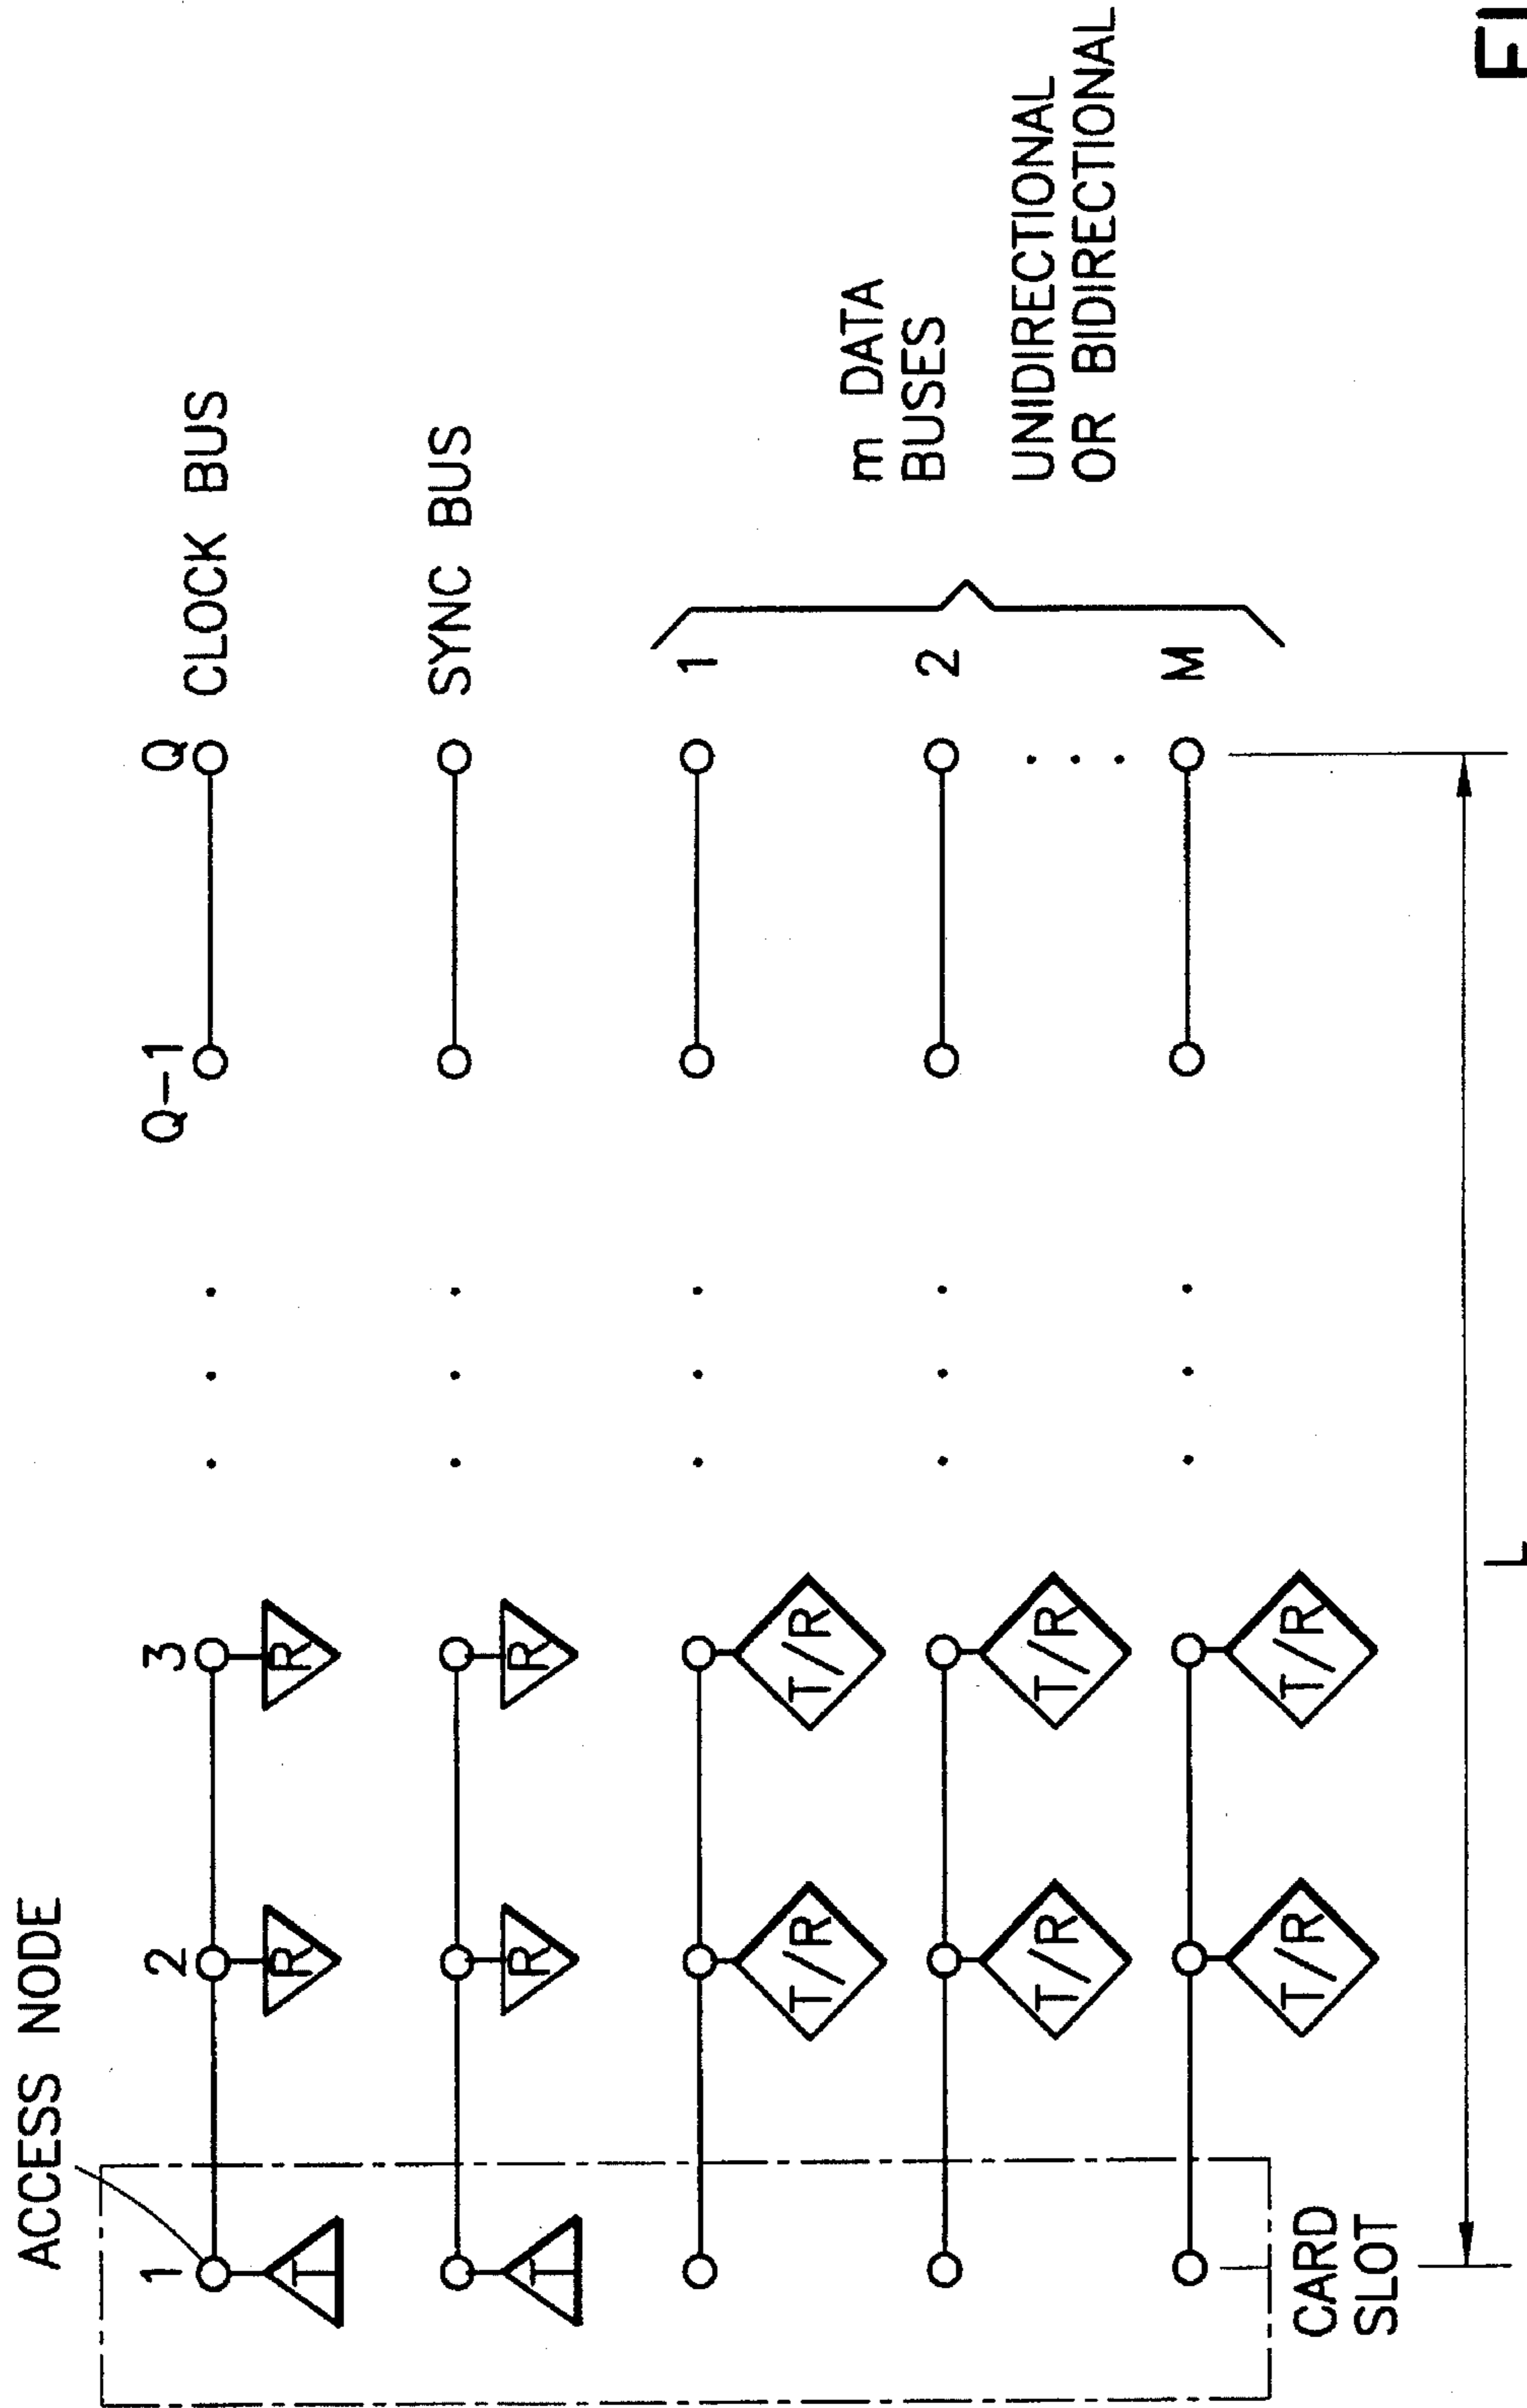 ACCESS NODE
1 2 3 Q-1 Q CLOCK BUS
T R R
SYNC BUS
T R R
1
T/R T/R
m DATA
BUSES
2
T/R T/R
UNIDIRECTIONAL
OR BIDIRECTIONAL
M
T/R T/R
CARD
SLOT
L